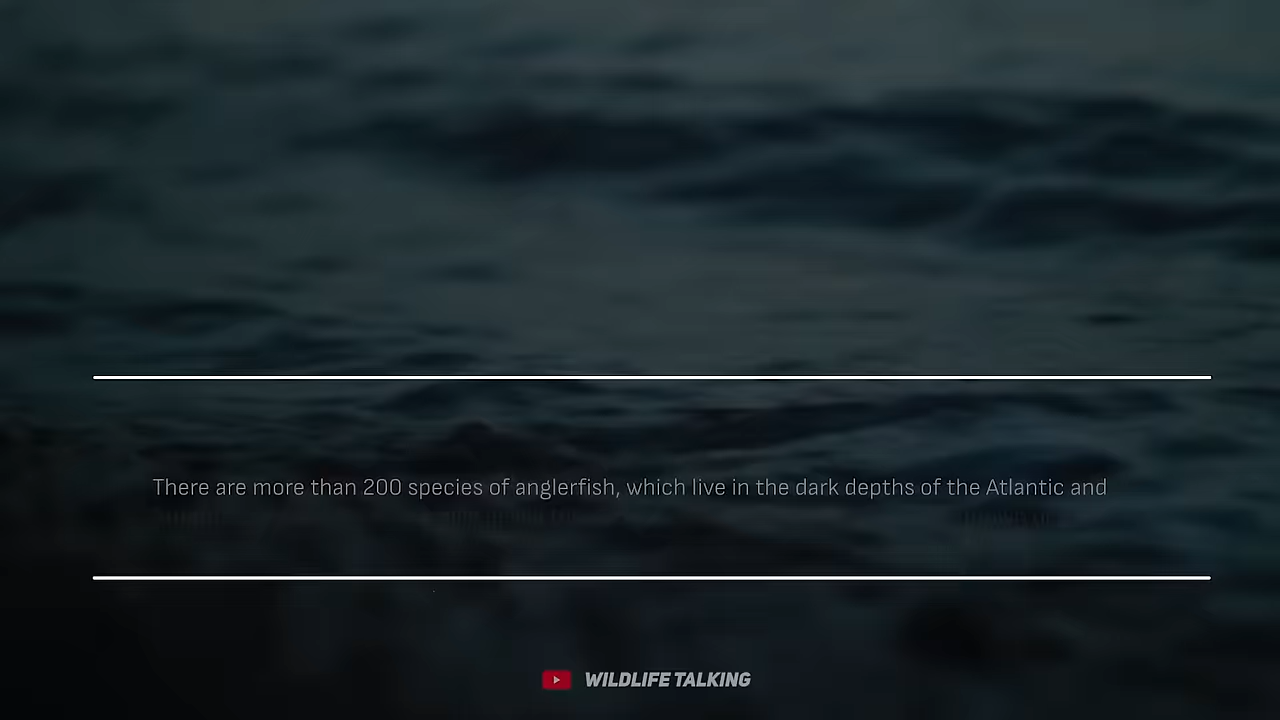 There are more than 200 species of anglerfish, which live in the dark depths of the Atlantic and
WILDLIFE TALKING